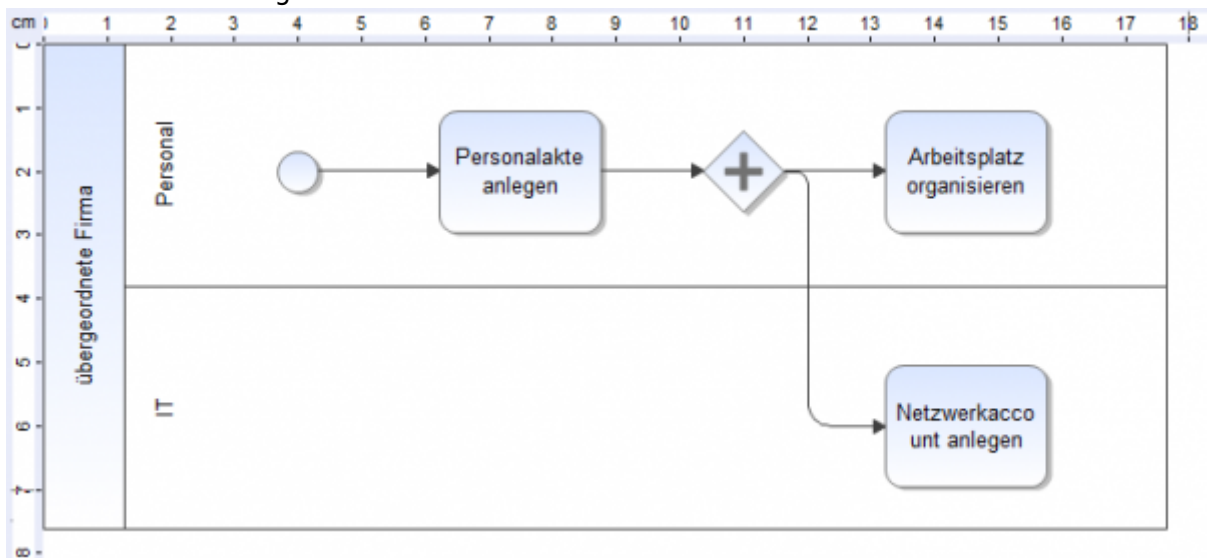 cm 0 1 2 3 4 5 6 7 8 9 10 11 12 13 14 15 16 17 18
0
1
2
3
4
5
6
7
8
übergeordnete Firma
Personal
Personalakte
anlegen
Arbeitsplatz
organisieren
IT
Netzwerkacco
unt anlegen